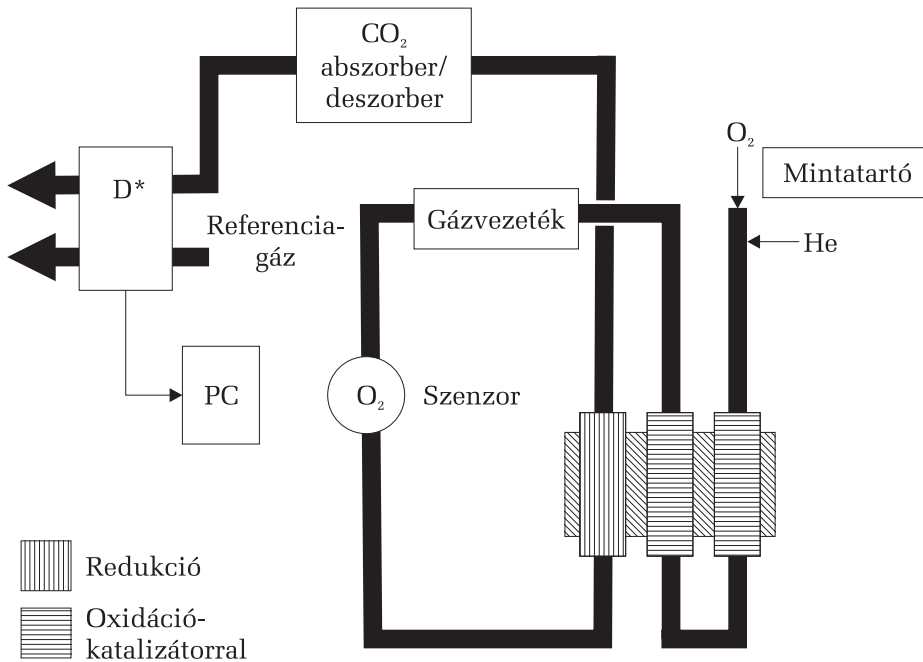 CO₂
abszorber/
deszorber
O₂
Mintatartó
D*
Gázvezeték
Referencia-
gáz
He
PC
O₂
Szenzor
Redukció
Oxidáció-
katalizátorral